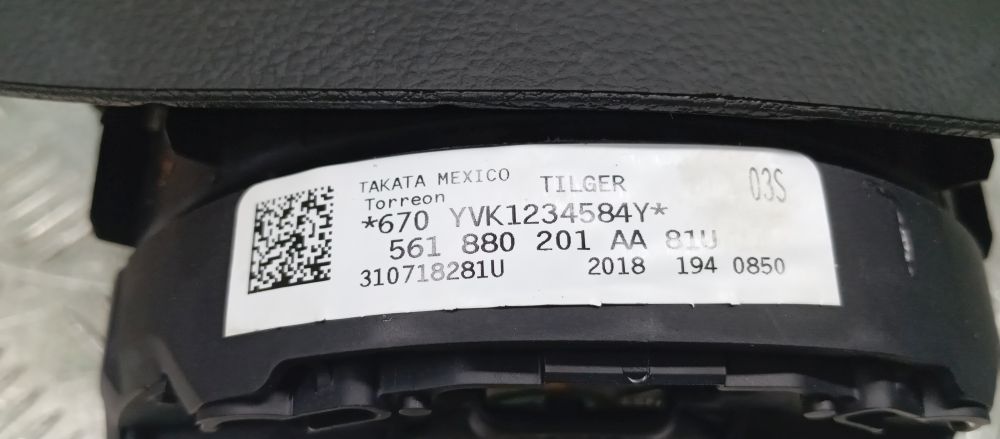 TAKATA MEXICO TILGER 03S
Torreon
*670 YVK1234584Y*
561 880 201 AA 81U
310718281U 2018 194 0850